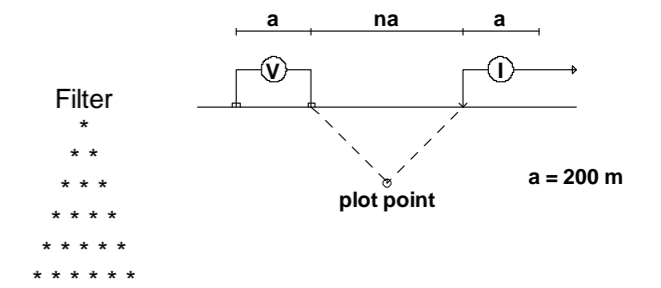 a na a
V I
Filter
*
* *
* * *
* * * *
* * * * *
* * * * * *
a = 200 m
plot point